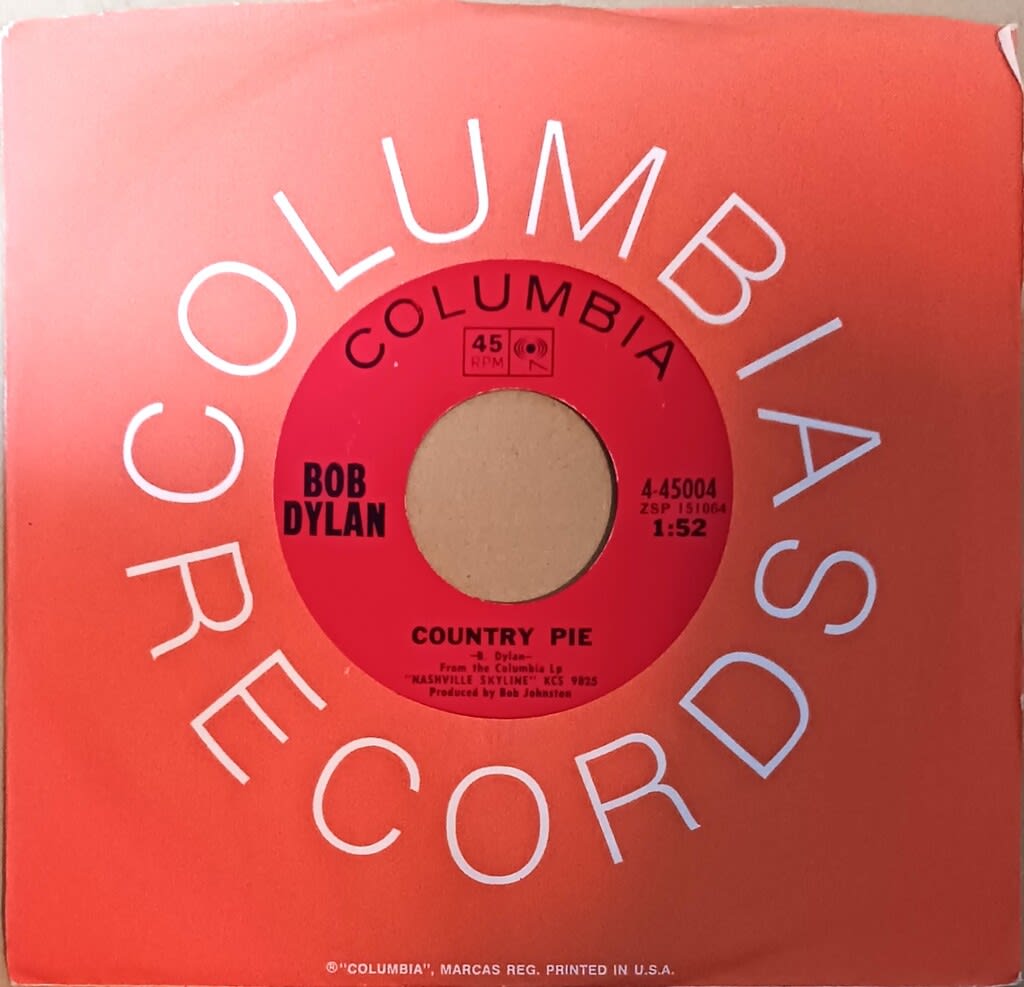 COLUMBIA RECORDS
COLUMBIA
45
RPM
BOB
DYLAN
4-45004
ZSP 151064
1:52
COUNTRY PIE
-B. Dylan-
From the Columbia Lp
"NASHVILLE SKYLINE" KCS 9825
Produced by Bob Johnston
®"COLUMBIA", MARCAS REG. PRINTED IN U.S.A.